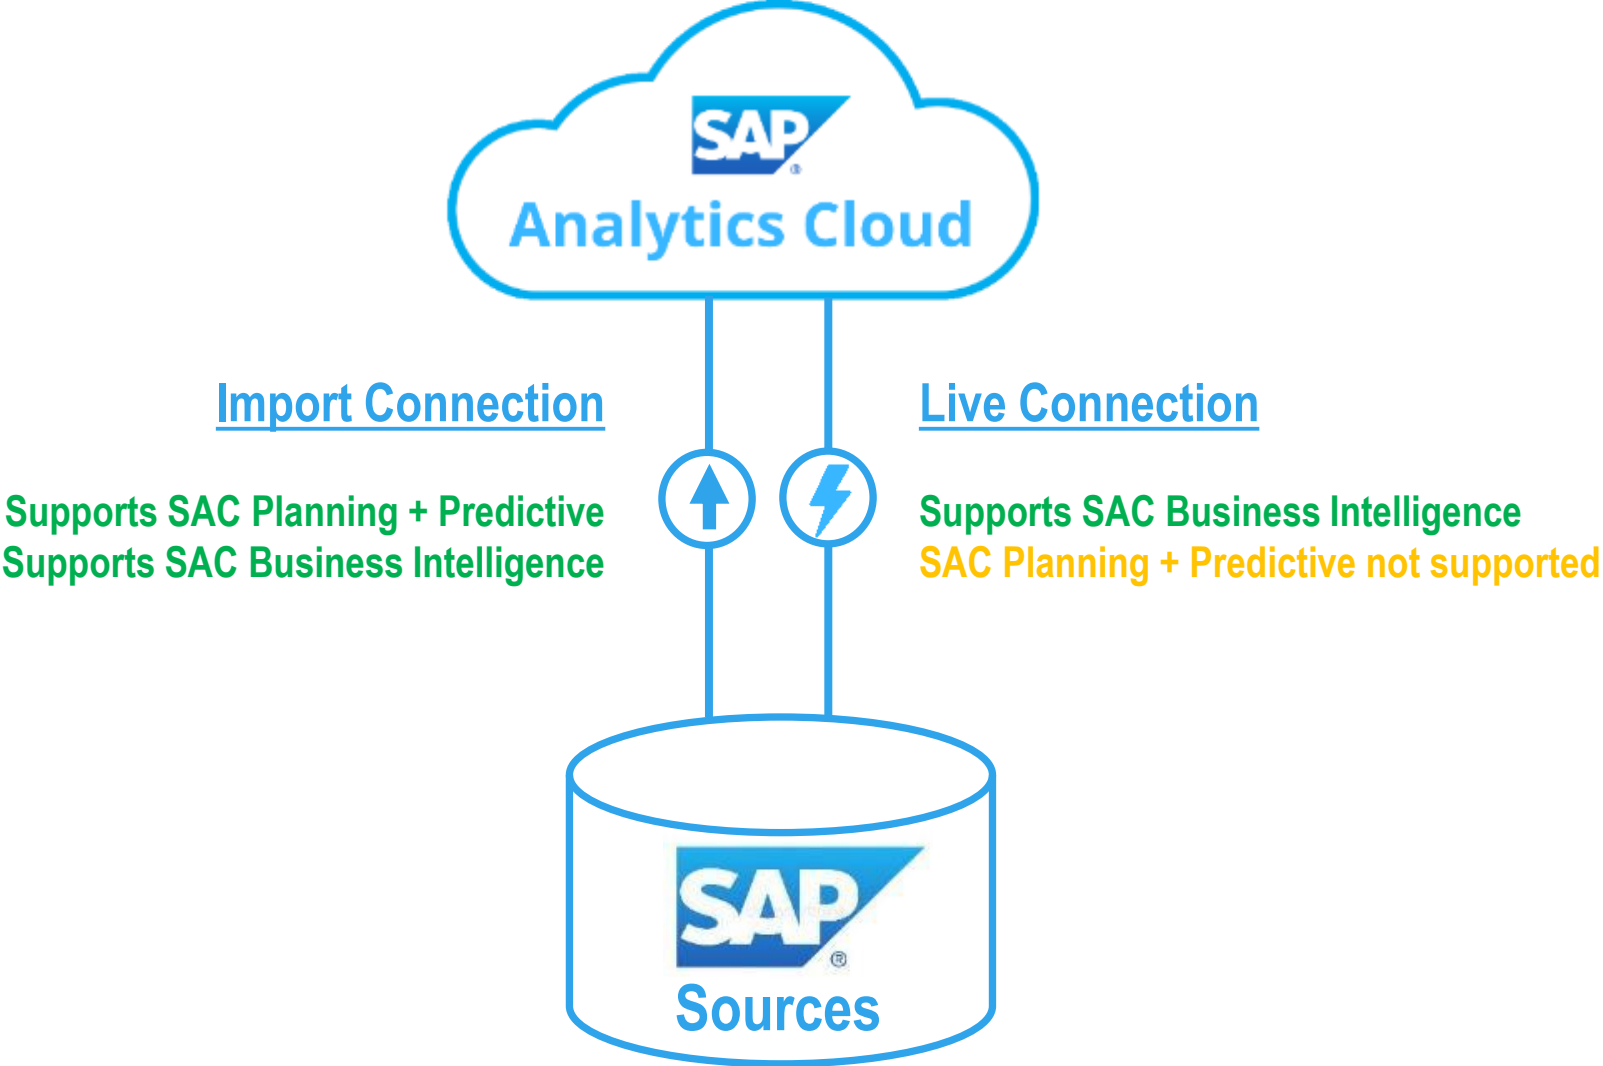 SAP
®
Analytics Cloud
Import Connection
Live Connection
Supports SAC Planning + Predictive
Supports SAC Business Intelligence
Supports SAC Business Intelligence
SAC Planning + Predictive not supported
SAP
®
Sources